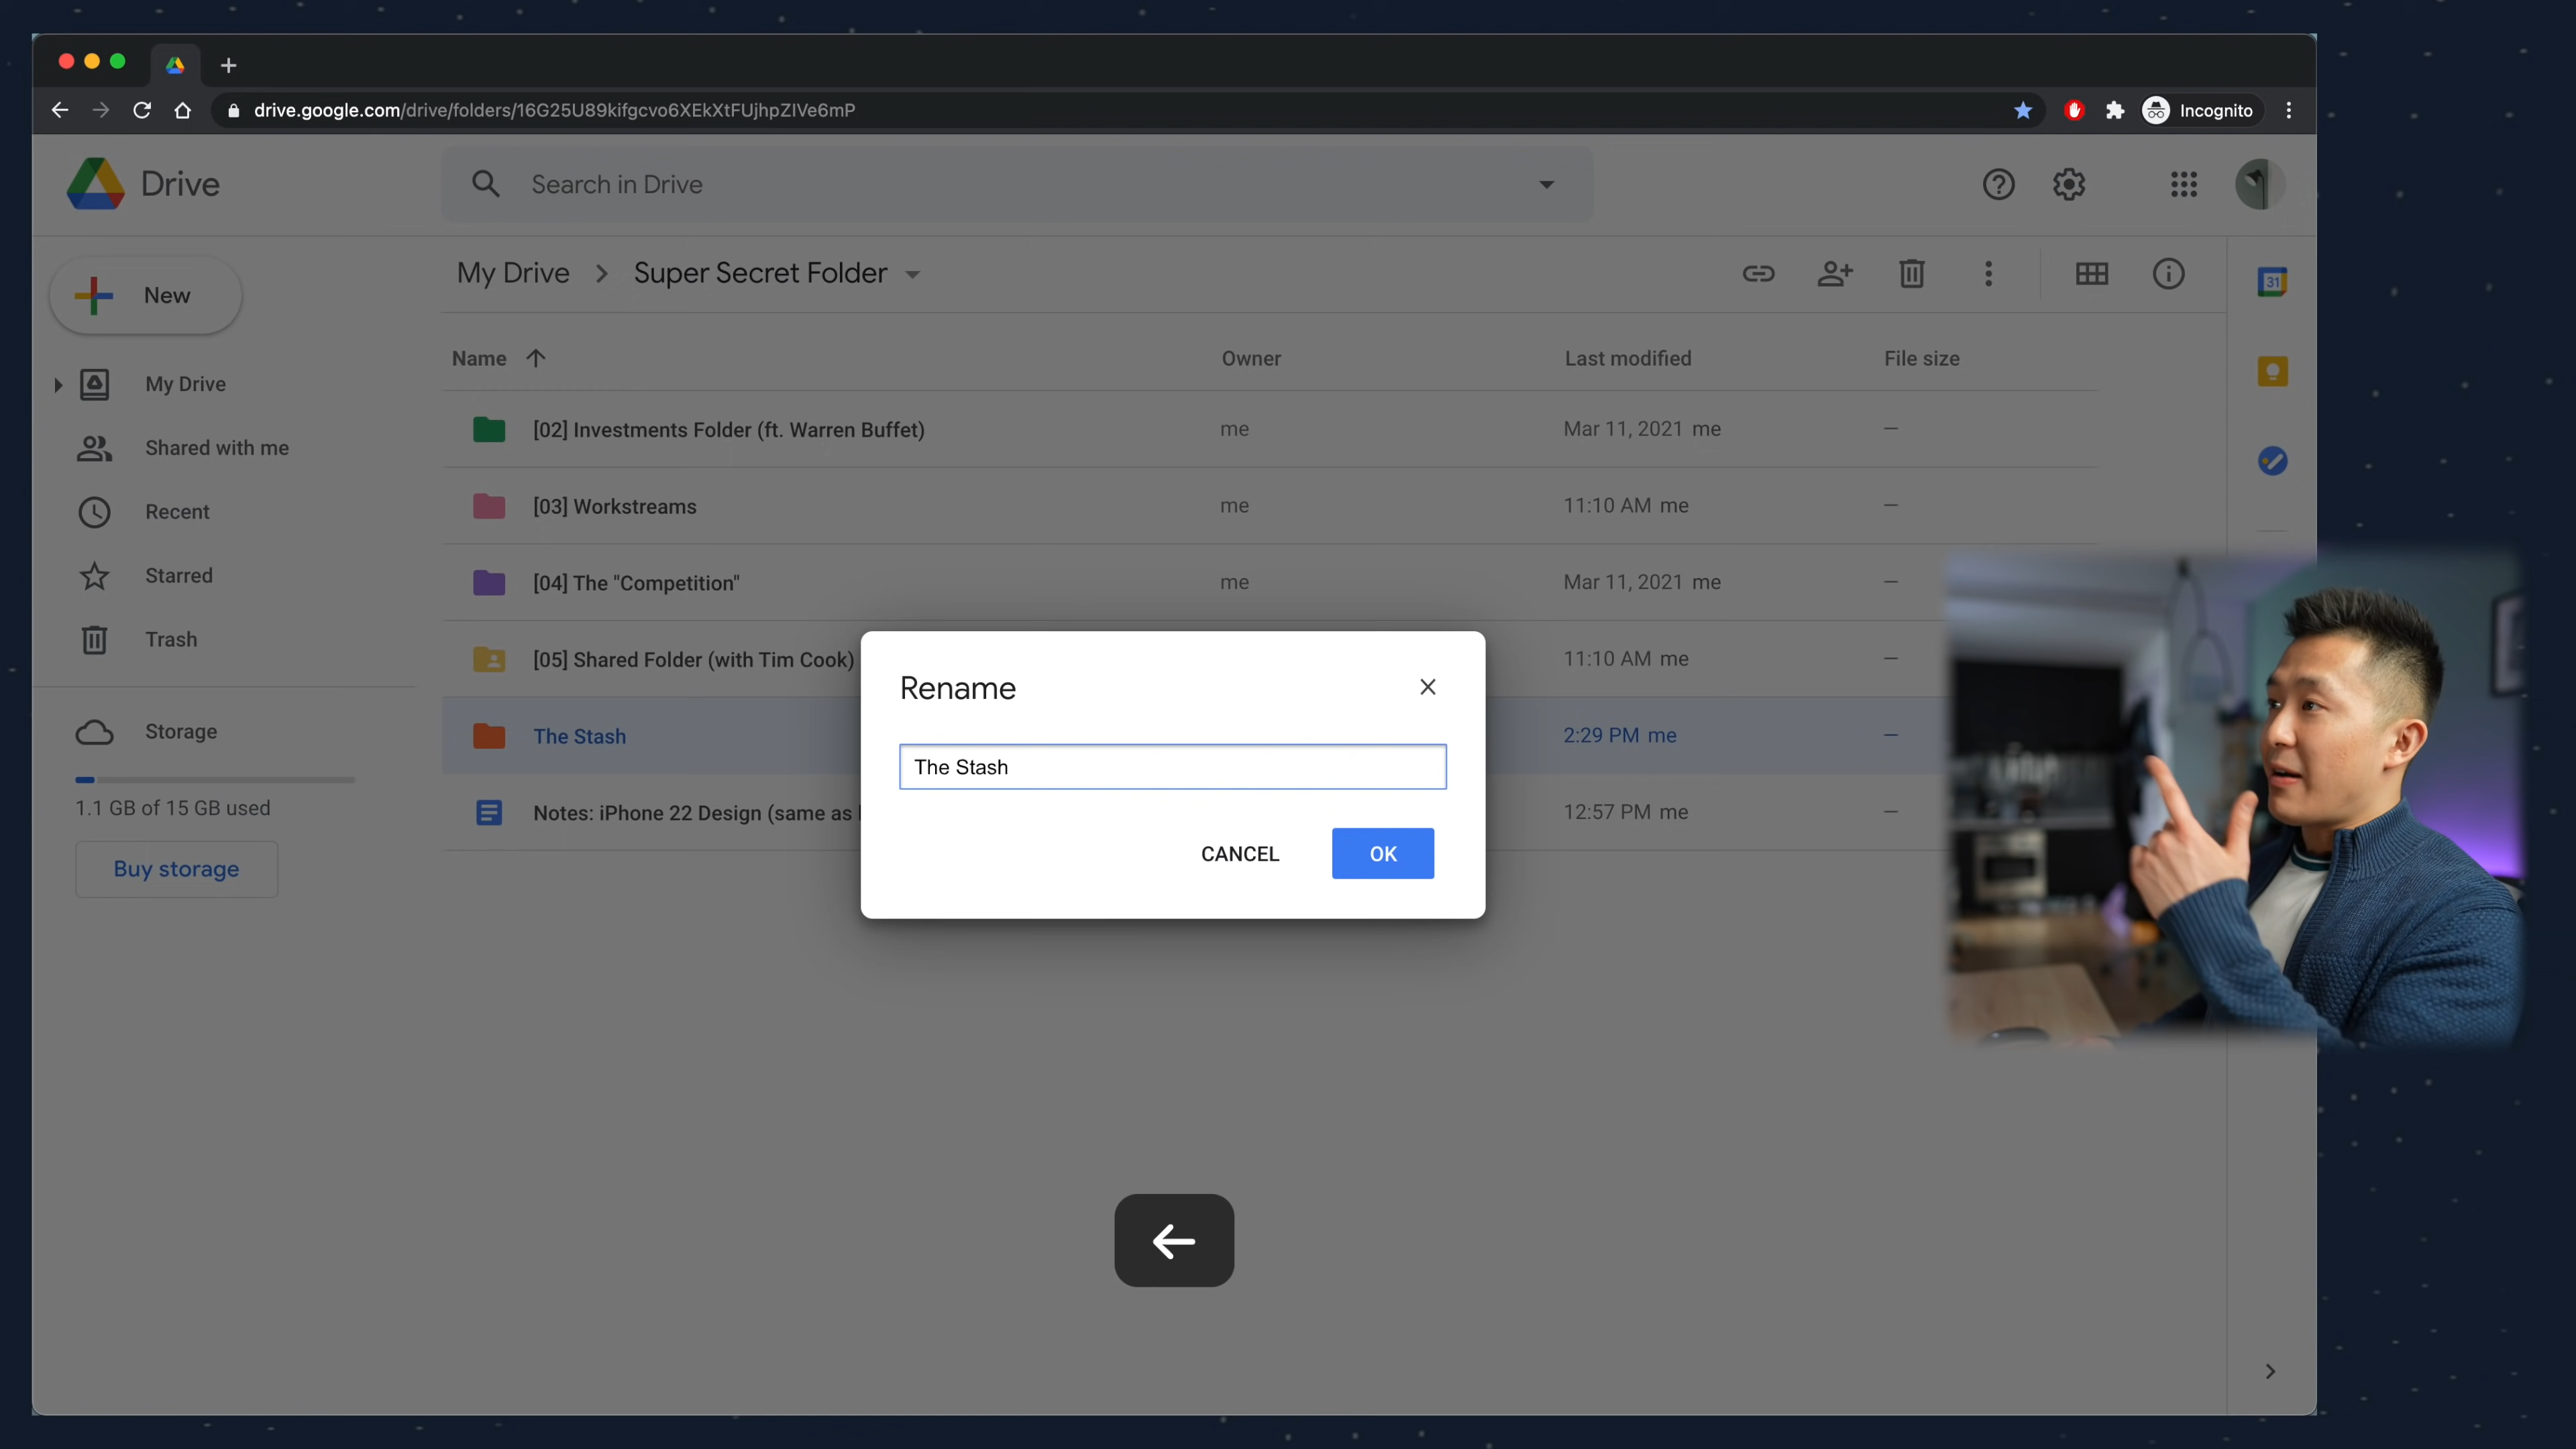 drive.google.com/drive/folders/16G25U89kifgcvo6XEkXtFUjhpZIVe6mP
Incognito
Drive
Search in Drive
New
My Drive
Shared with me
Recent
Starred
Trash
Storage
1.1 GB of 15 GB used
Buy storage
My Drive > Super Secret Folder
Name Owner Last modified File size
[02] Investments Folder (ft. Warren Buffet) me Mar 11, 2021 me —
[03] Workstreams me 11:10 AM me —
[04] The "Competition" me Mar 11, 2021 me —
[05] Shared Folder (with Tim Cook) 11:10 AM me —
The Stash 2:29 PM me —
Notes: iPhone 22 Design (same as 12:57 PM me —
Rename
The Stash
CANCEL OK
31